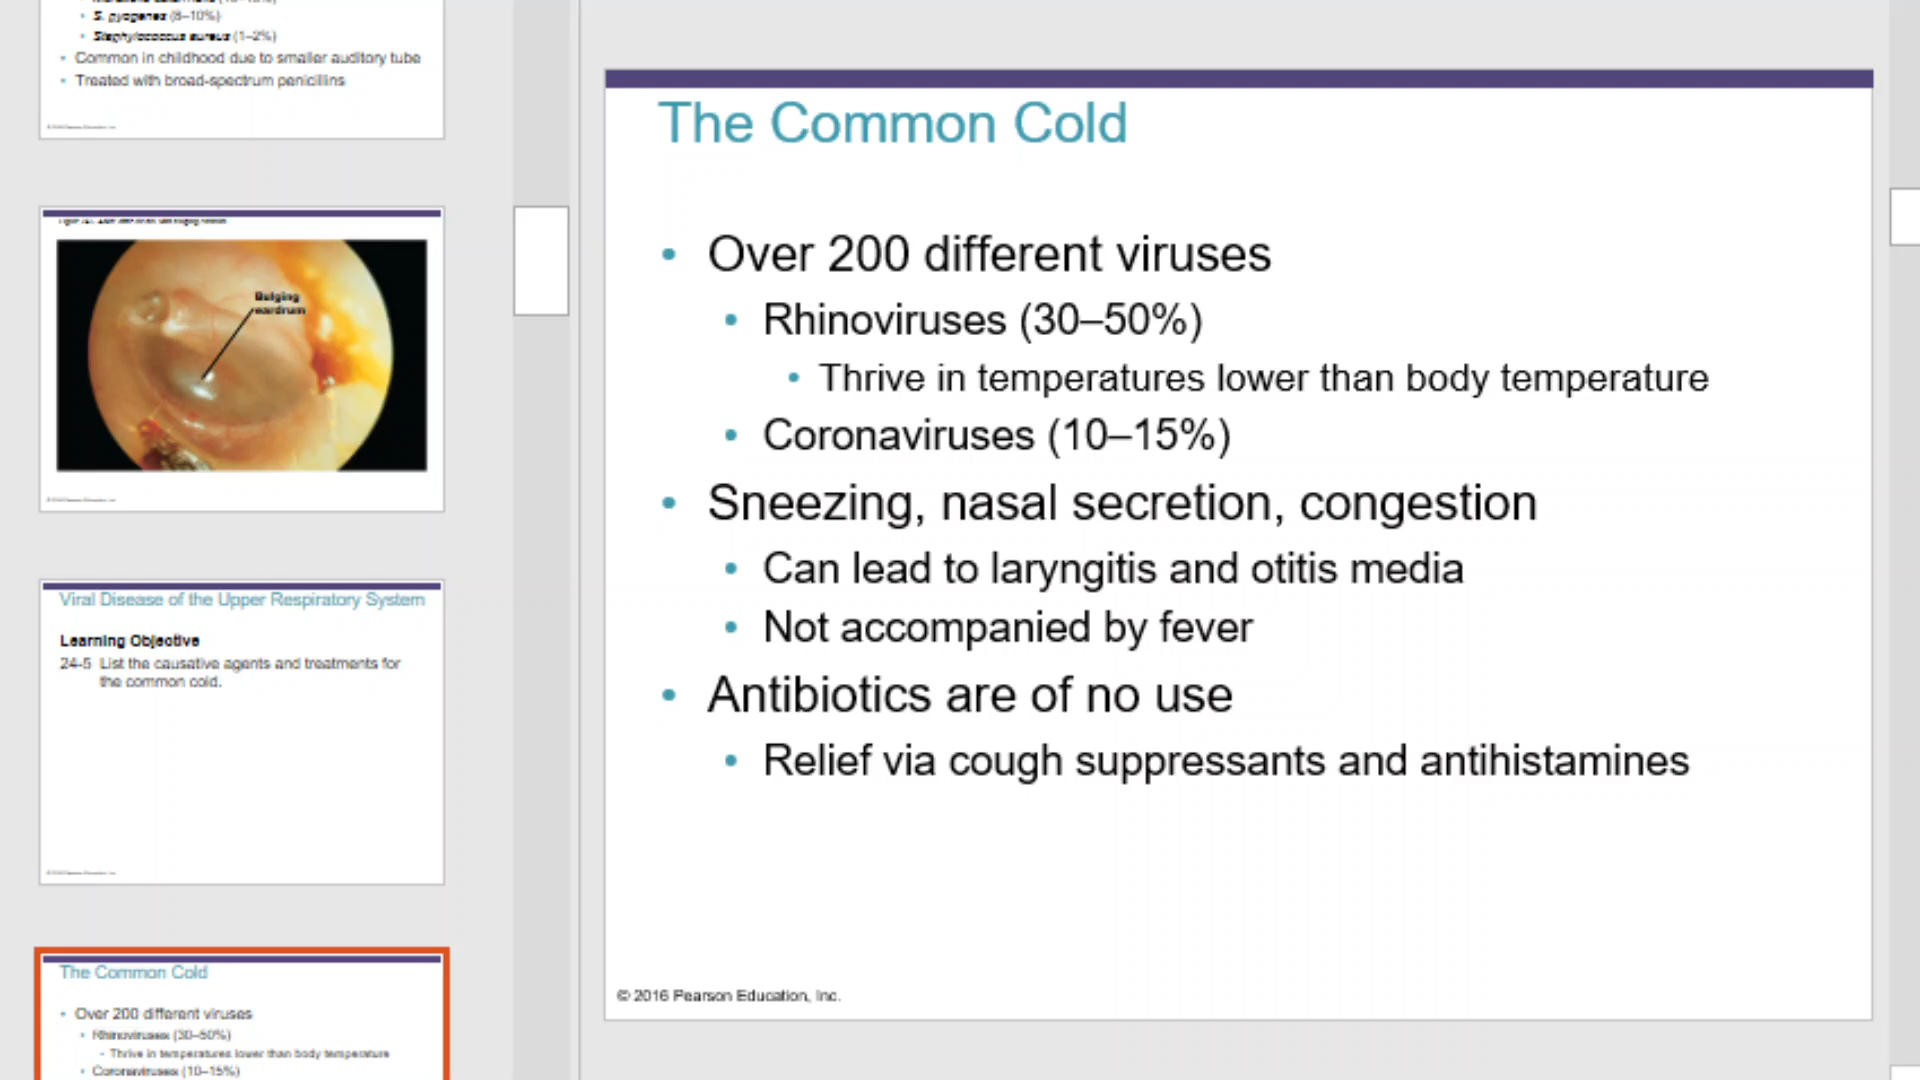 S. pyogenes (8–10%)
Staphylococcus aureus (1–2%)
Common in childhood due to smaller auditory tube
Treated with broad-spectrum penicillins
Bulging
eardrum
Viral Disease of the Upper Respiratory System
Learning Objective
24-5 List the causative agents and treatments for
the common cold.
The Common Cold
• Over 200 different viruses
• Rhinoviruses (30–50%)
• Thrive in temperatures lower than body temperature
• Coronaviruses (10–15%)
The Common Cold
• Over 200 different viruses
• Rhinoviruses (30–50%)
• Thrive in temperatures lower than body temperature
• Coronaviruses (10–15%)
• Sneezing, nasal secretion, congestion
• Can lead to laryngitis and otitis media
• Not accompanied by fever
• Antibiotics are of no use
• Relief via cough suppressants and antihistamines
© 2016 Pearson Education, Inc.